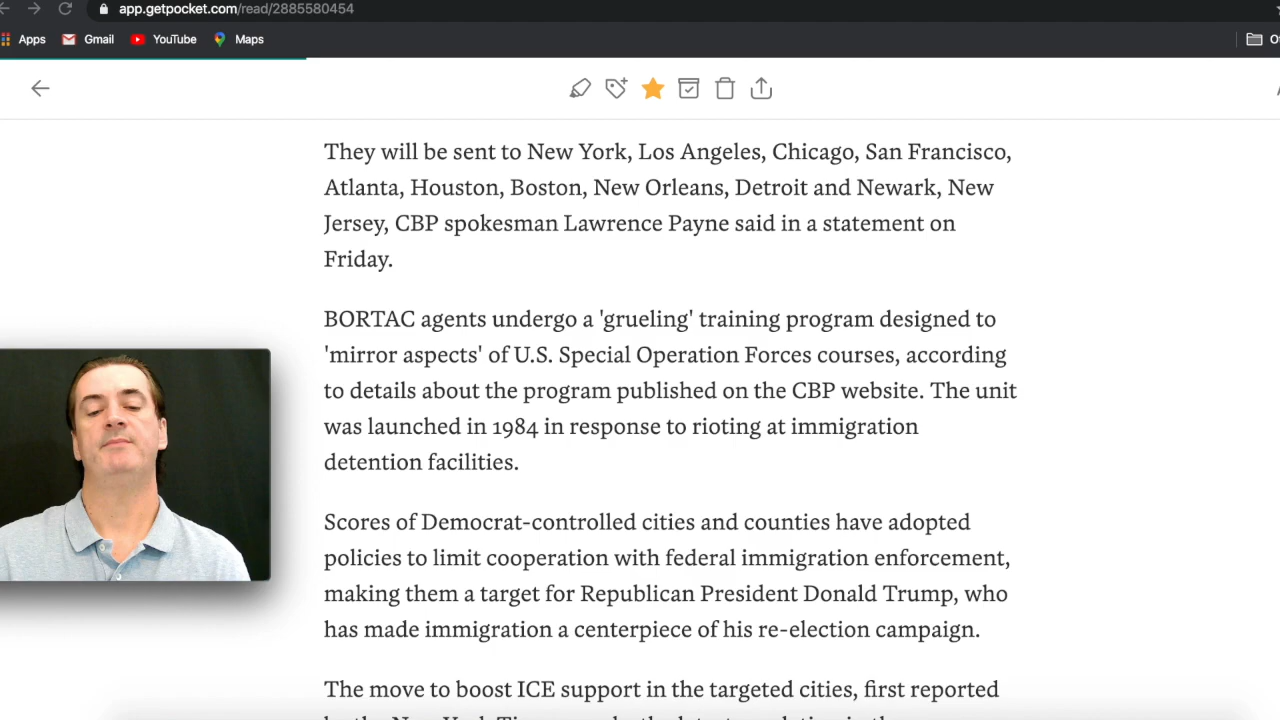 app.getpocket.com/read/2885580454
Apps Gmail YouTube Maps
They will be sent to New York, Los Angeles, Chicago, San Francisco,
Atlanta, Houston, Boston, New Orleans, Detroit and Newark, New
Jersey, CBP spokesman Lawrence Payne said in a statement on
Friday.
BORTAC agents undergo a 'grueling' training program designed to
'mirror aspects' of U.S. Special Operation Forces courses, according
to details about the program published on the CBP website. The unit
was launched in 1984 in response to rioting at immigration
detention facilities.
Scores of Democrat-controlled cities and counties have adopted
policies to limit cooperation with federal immigration enforcement,
making them a target for Republican President Donald Trump, who
has made immigration a centerpiece of his re-election campaign.
The move to boost ICE support in the targeted cities, first reported